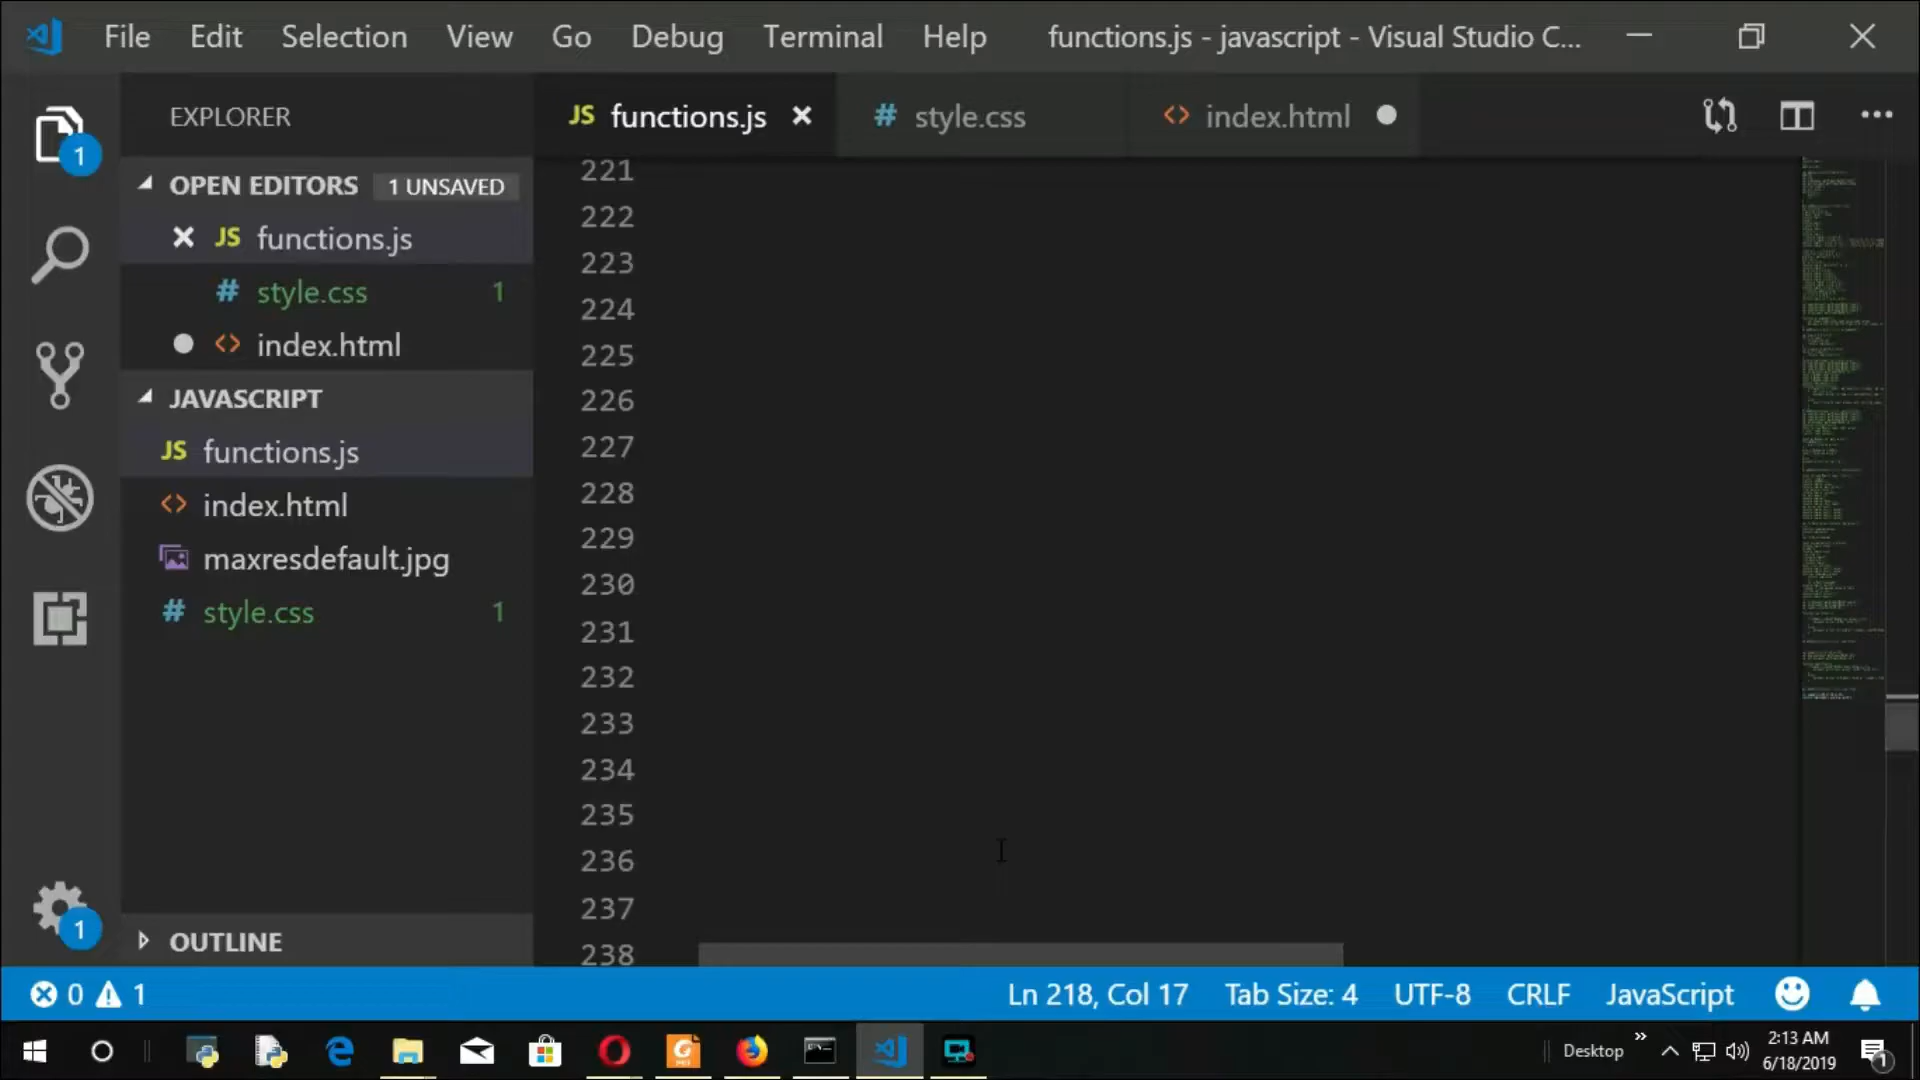 File Edit Selection View Go Debug Terminal Help functions.js - javascript - Visual Studio C...
EXPLORER
JS functions.js
# style.css
<> index.html
1
OPEN EDITORS 1 UNSAVED
JS functions.js
# style.css 1
<> index.html
JAVASCRIPT
JS functions.js
<> index.html
maxresdefault.jpg
# style.css 1
1
OUTLINE
221
222
223
224
225
226
227
228
229
230
231
232
233
234
235
236
237
238
0 1 Ln 218, Col 17 Tab Size: 4 UTF-8 CRLF JavaScript
Desktop
2:13 AM
6/18/2019
1